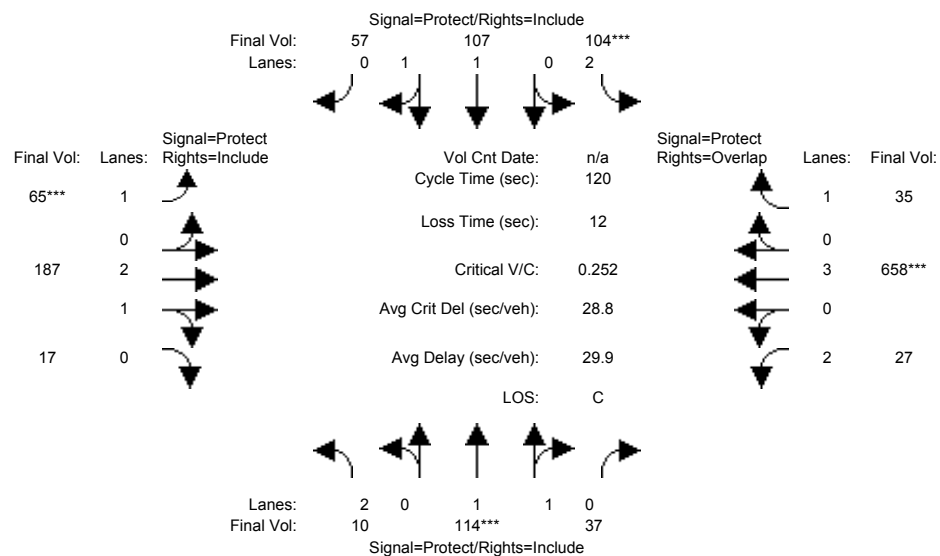 Signal=Protect/Rights=Include
Final Vol: 57 107 104***
Lanes: 0 1 1 0 2
Signal=Protect
Final Vol: Lanes: Rights=Include
Vol Cnt Date: n/a
Signal=Protect
Rights=Overlap Lanes: Final Vol:
Cycle Time (sec): 120
65*** 1
1 35
Loss Time (sec): 12
0
0
187 2
Critical V/C: 0.252
3 658***
1
Avg Crit Del (sec/veh): 28.8
0
17 0
Avg Delay (sec/veh): 29.9
2 27
LOS: C
Lanes: 2 0 1 1 0
Final Vol: 10 114*** 37
Signal=Protect/Rights=Include